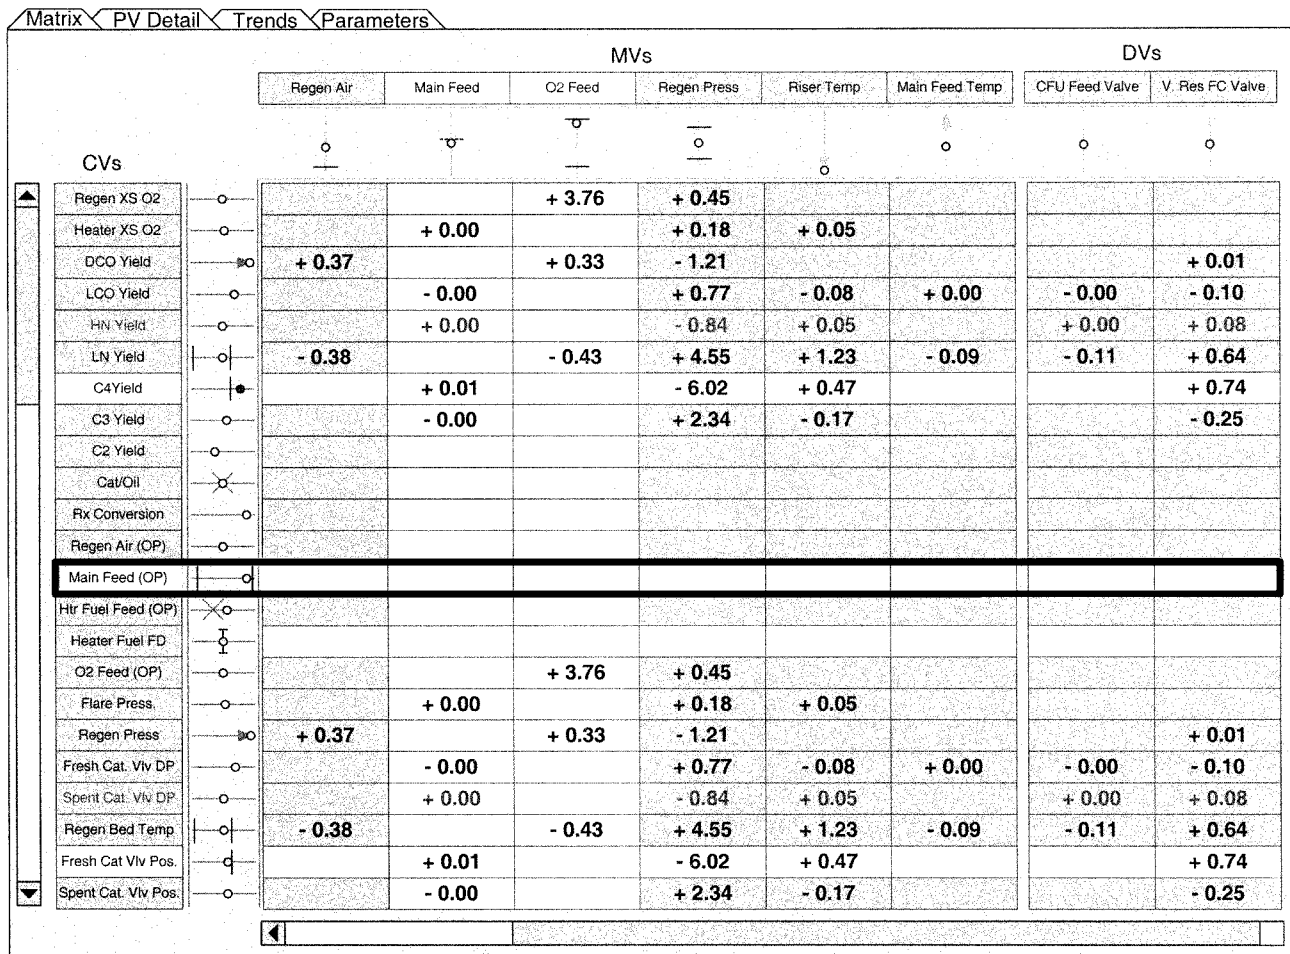 Matrix PV Detail Trends Parameters
MVs DVs
Regen Air Main Feed O2 Feed Regen Press Riser Temp Main Feed Temp CFU Feed Valve V. Res FC Valve
CVs
Regen XS O2 + 3.76 + 0.45
Heater XS O2 + 0.00 + 0.18 + 0.05
DCO Yield + 0.37 + 0.33 - 1.21 + 0.01
LCO Yield - 0.00 + 0.77 - 0.08 + 0.00 - 0.00 - 0.10
HN Yield + 0.00 - 0.84 + 0.05 + 0.00 + 0.08
LN Yield - 0.38 - 0.43 + 4.55 + 1.23 - 0.09 - 0.11 + 0.64
C4Yield + 0.01 - 6.02 + 0.47 + 0.74
C3 Yield - 0.00 + 2.34 - 0.17 - 0.25
C2 Yield
Cat/Oil
Rx Conversion
Regen Air (OP)
Main Feed (OP)
Htr Fuel Feed (OP)
Heater Fuel FD
O2 Feed (OP) + 3.76 + 0.45
Flare Press. + 0.00 + 0.18 + 0.05
Regen Press + 0.37 + 0.33 - 1.21 + 0.01
Fresh Cat. Vlv DP - 0.00 + 0.77 - 0.08 + 0.00 - 0.00 - 0.10
Spent Cat. Vlv DP + 0.00 - 0.84 + 0.05 + 0.00 + 0.08
Regen Bed Temp - 0.38 - 0.43 + 4.55 + 1.23 - 0.09 - 0.11 + 0.64
Fresh Cat Vlv Pos. + 0.01 - 6.02 + 0.47 + 0.74
Spent Cat. Vlv Pos. - 0.00 + 2.34 - 0.17 - 0.25